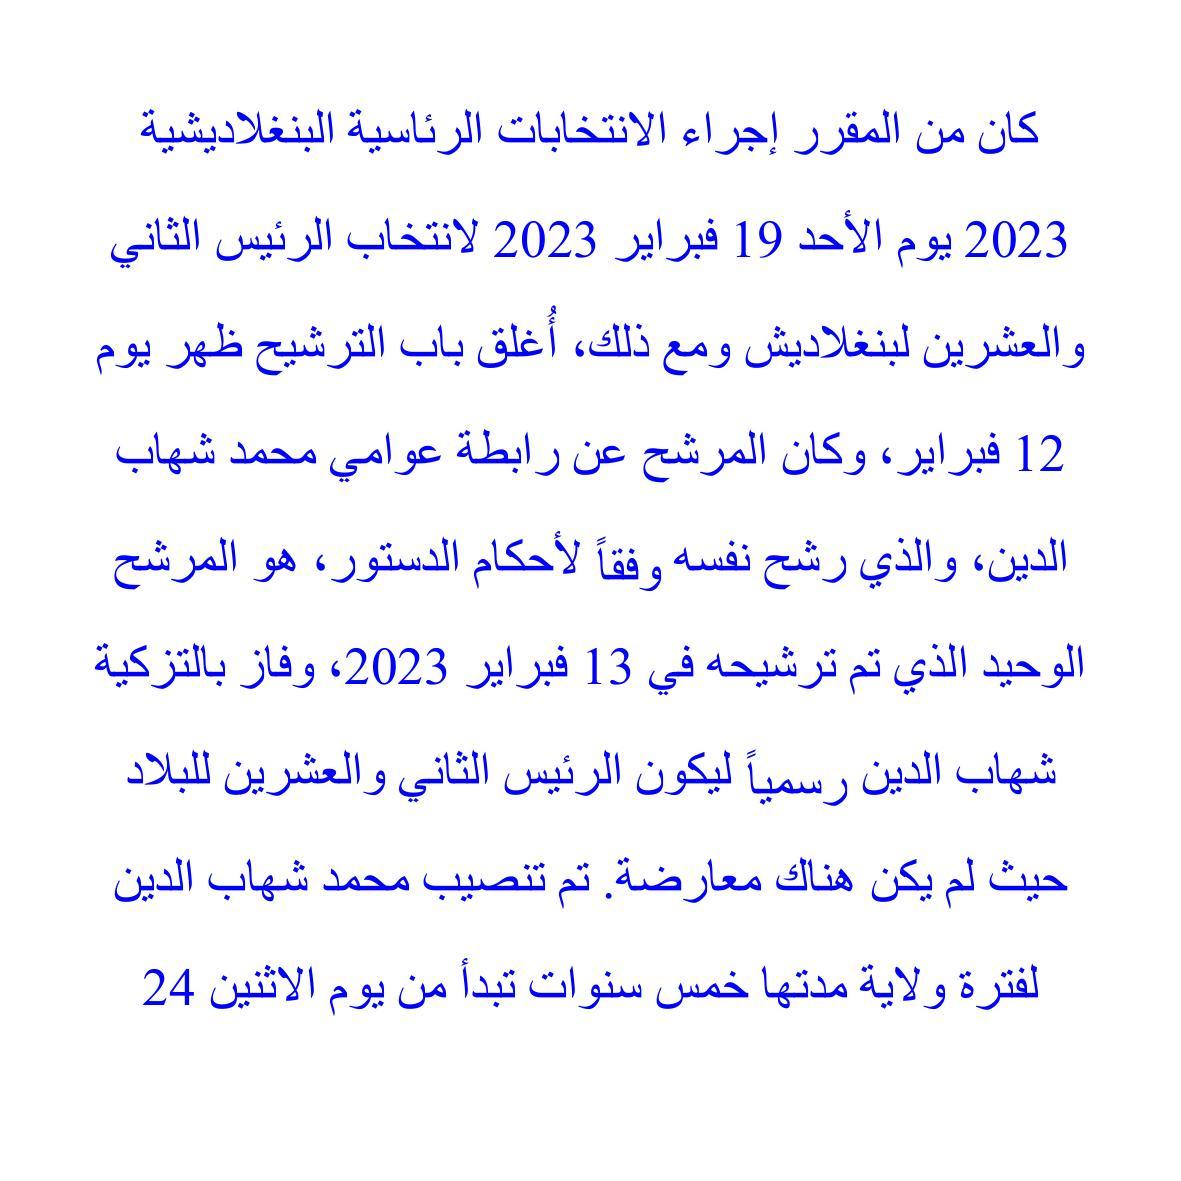 كان من المقرر إجراء الانتخابات الرئاسية البنغلاديشية
2023 يوم الأحد 19 فبراير 2023 لانتخاب الرئيس الثاني
والعشرين لبنغلاديش ومع ذلك، أُغلق باب الترشيح ظهر يوم
12 فبراير، وكان المرشح عن رابطة عوامي محمد شهاب
الدين، والذي رشح نفسه وفقاً لأحكام الدستور، هو المرشح
الوحيد الذي تم ترشيحه في 13 فبراير 2023، وفاز بالتزكية
شهاب الدين رسمياً ليكون الرئيس الثاني والعشرين للبلاد
حيث لم يكن هناك معارضة. تم تنصيب محمد شهاب الدين
لفترة ولاية مدتها خمس سنوات تبدأ من يوم الاثنين 24